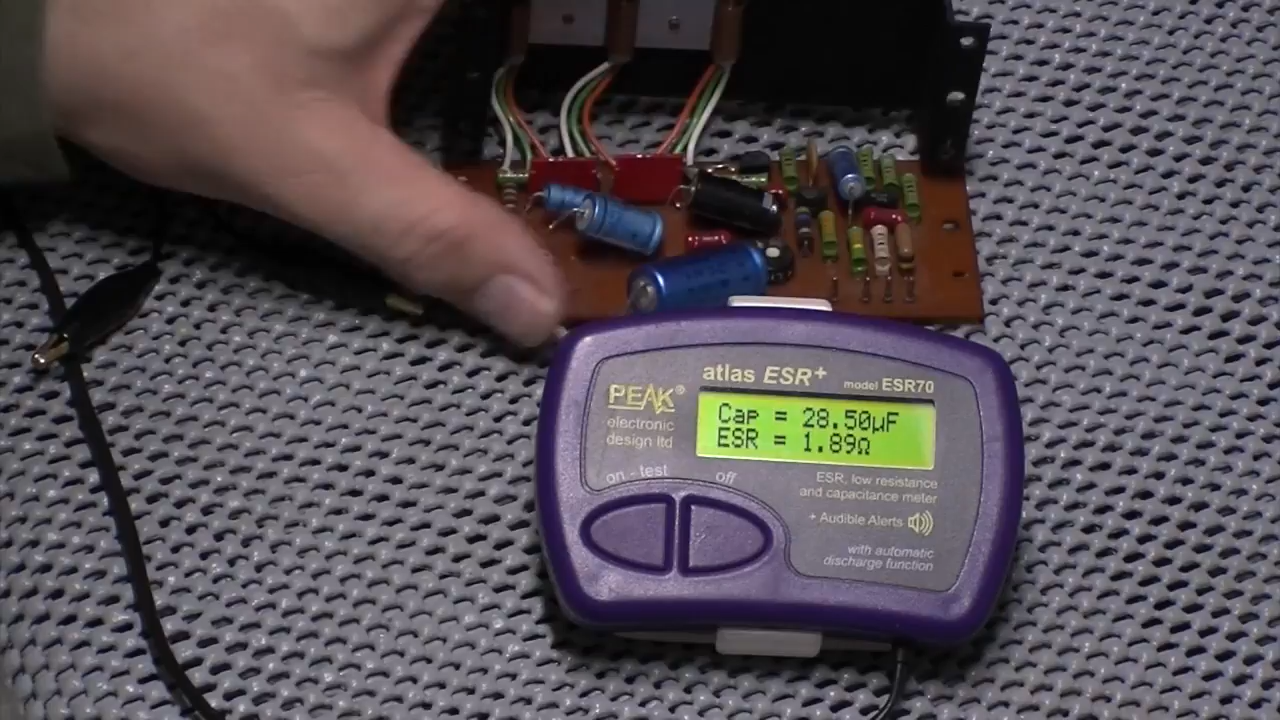 atlas ESR+
model ESR70
PEAK®
electronic
design ltd
Cap = 28.50µF
ESR = 1.89Ω
on - test
off
ESR, low resistance
and capacitance meter
+ Audible Alerts
with automatic
discharge function